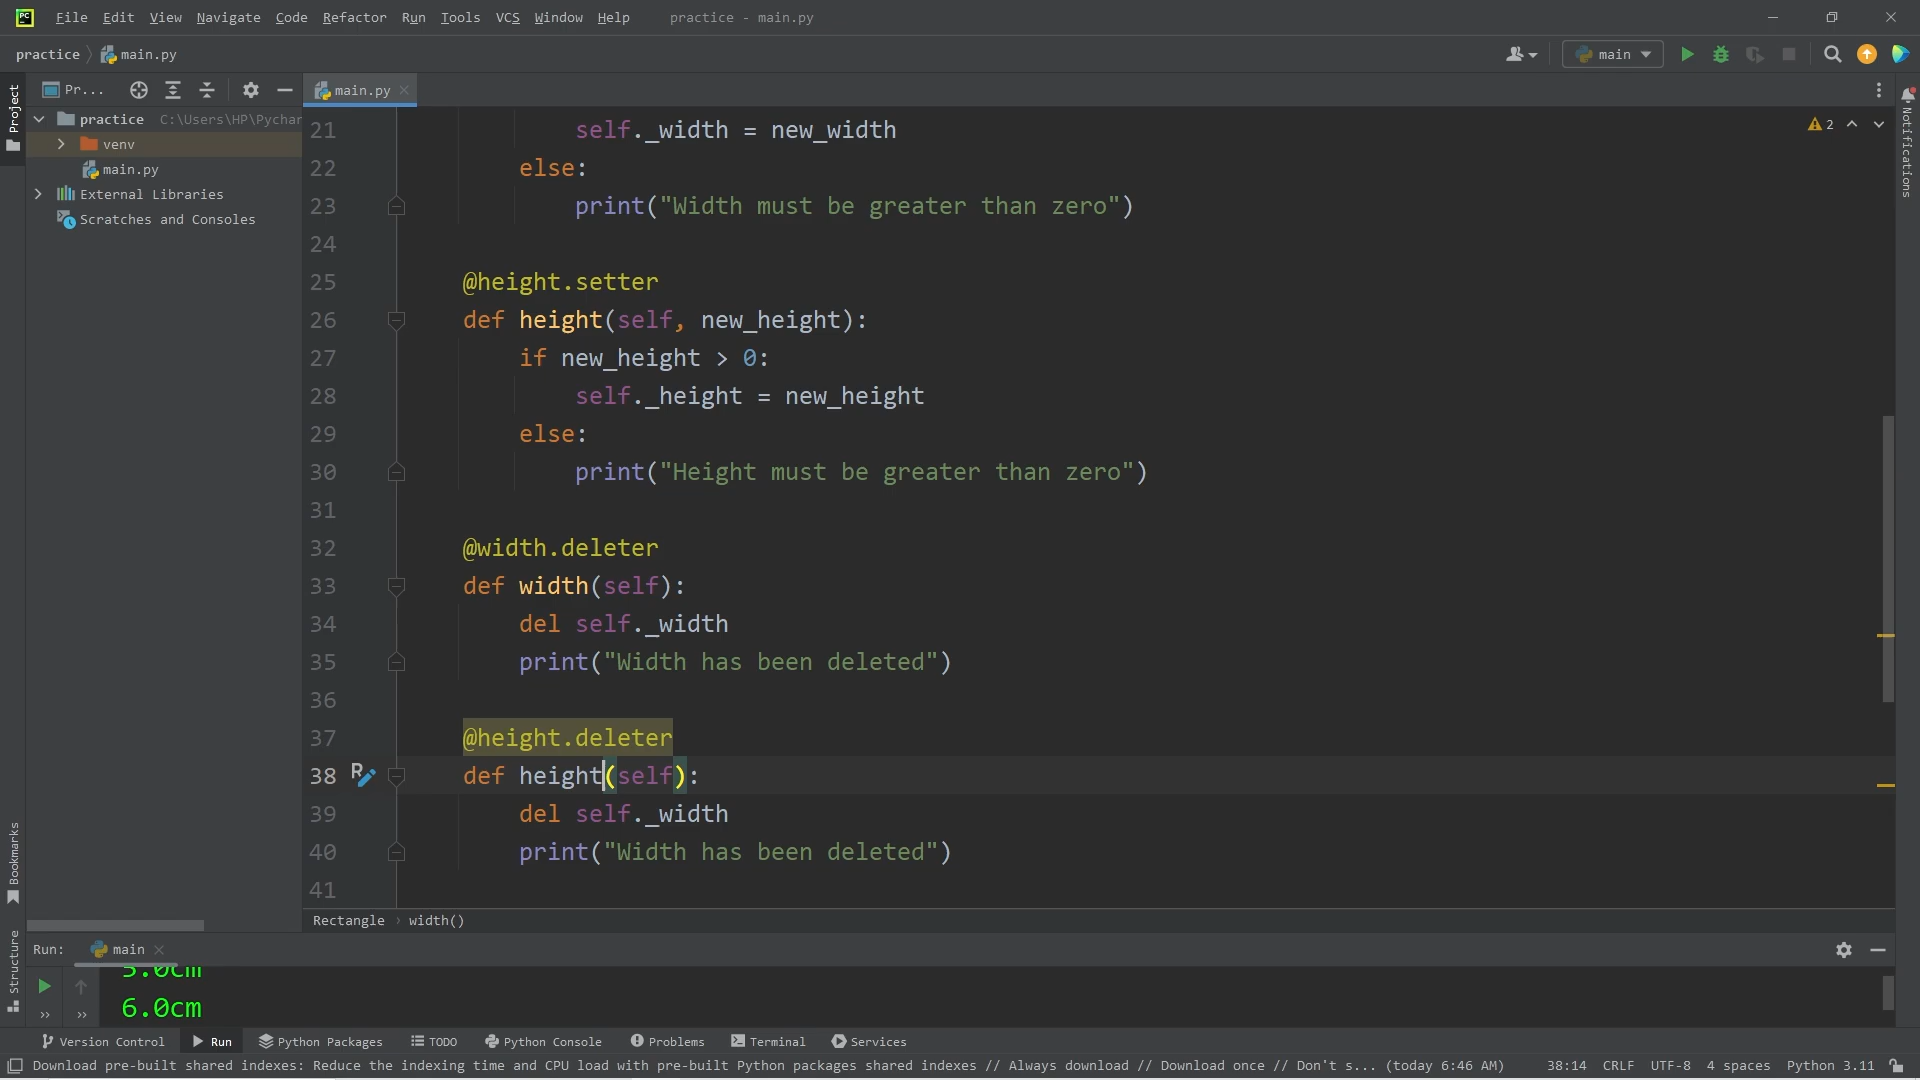 PC File Edit View Navigate Code Refactor Run Tools VCS Window Help practice - main.py
practice main.py main
Project Pr... main.py
practice C:\Users\HP\Pychar
venv
main.py
External Libraries
Scratches and Consoles
2
Notifications
21 self._width = new_width
22 else:
23 print("Width must be greater than zero")
24
25 @height.setter
26 def height(self, new_height):
27 if new_height > 0:
28 self._height = new_height
29 else:
30 print("Height must be greater than zero")
31
32 @width.deleter
33 def width(self):
34 del self._width
35 print("Width has been deleted")
36
37 @height.deleter
38 def height(self):
39 del self._width
40 print("Width has been deleted")
41
Rectangle › width()
Bookmarks
Structure
Run: main
5.0cm
6.0cm
Version Control Run Python Packages TODO Python Console Problems Terminal Services
Download pre-built shared indexes: Reduce the indexing time and CPU load with pre-built Python packages shared indexes // Always download // Download once // Don't s... (today 6:46 AM) 38:14 CRLF UTF-8 4 spaces Python 3.11